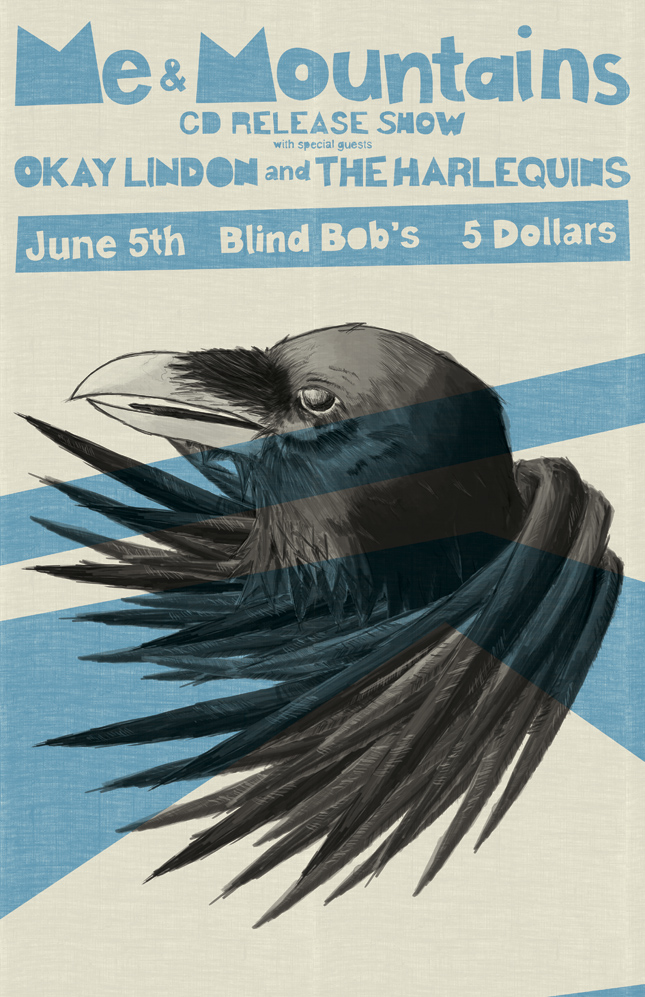 Me & Mountains
CD RELEASE SHOW
with special guests
OKAY LINDON and THE HARLEQUINS
June 5th Blind Bob's 5 Dollars